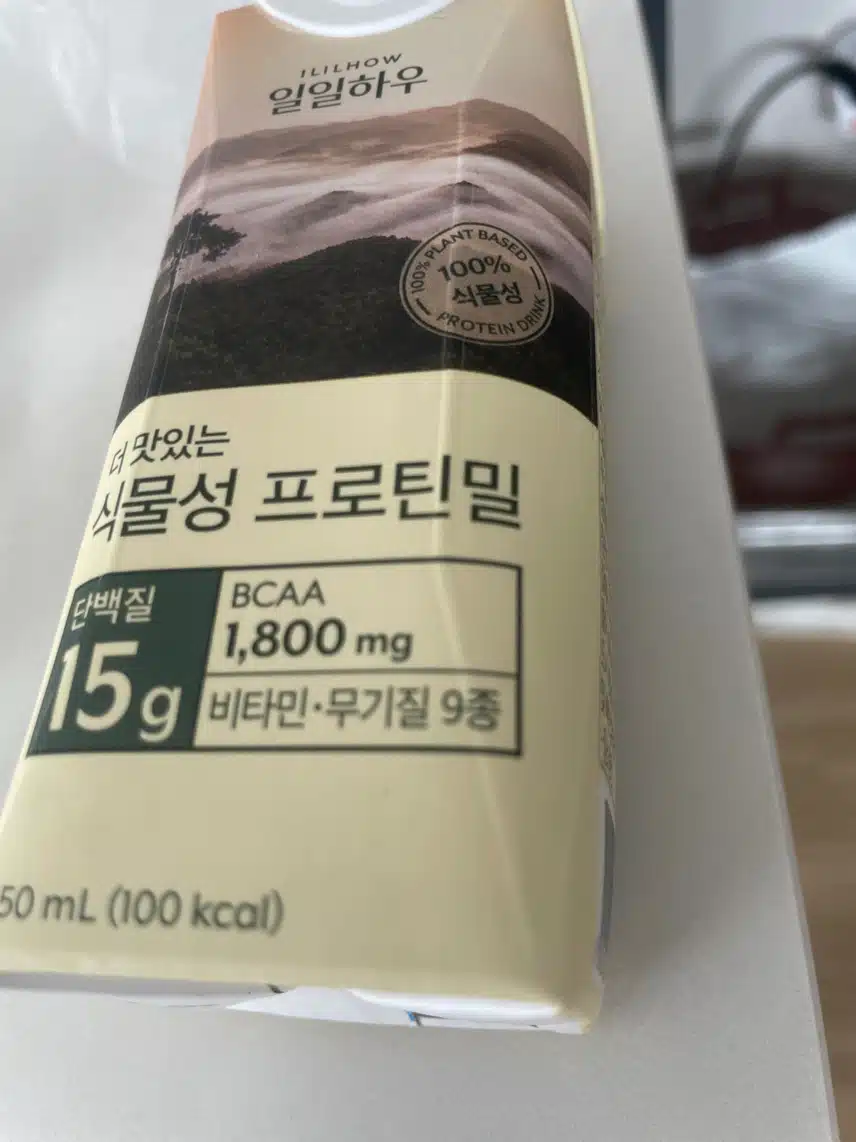 ILILHOW
일일하우
100% PLANT BASED
100%
식물성
PROTEIN DRINK
더 맛있는
식물성 프로틴밀
단백질
15 g
BCAA
1,800 mg
비타민·무기질 9종
50 mL (100 kcal)